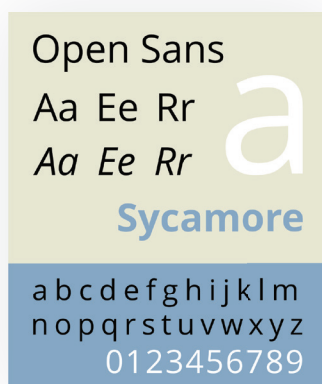 Open Sans
Aa Ee Rr
a
Aa Ee Rr
Sycamore
abcdefghijklm
nopqrstuvwxyz
0123456789